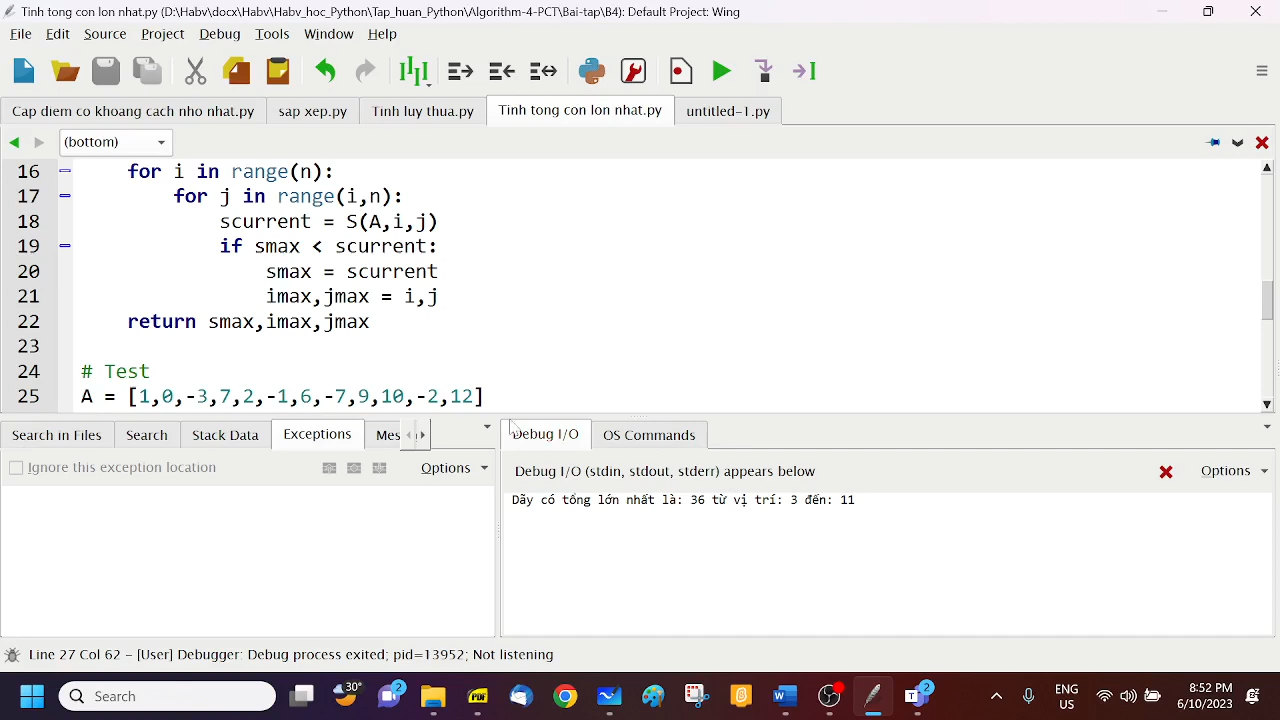 Tinh tong con lon nhat.py (D:\Habv\docx\Habv\Habv_hoc_Python\Tap_huan_Python\Algorithm-4-PCT\Bai-tap\B4): Default Project: Wing
File Edit Source Project Debug Tools Window Help
Cap diem co khoang cach nho nhat.py sap xep.py Tinh luy thua.py Tinh tong con lon nhat.py untitled-1.py
(bottom)
16 for i in range(n):
17 for j in range(i,n):
18 scurrent = S(A,i,j)
19 if smax < scurrent:
20 smax = scurrent
21 imax,jmax = i,j
22 return smax,imax,jmax
23
24 # Test
25 A = [1,0,-3,7,2,-1,6,-7,9,10,-2,12]
Search in Files Search Stack Data Exceptions Mes Debug I/O OS Commands
Ignore this exception location Options
Debug I/O (stdin, stdout, stderr) appears below Options
Dãy có tổng lớn nhất là: 36 từ vị trí: 3 đến: 11
Line 27 Col 62 – [User] Debugger: Debug process exited; pid=13952; Not listening
Search 30° 2 2 ENG US 8:52 PM 6/10/2023